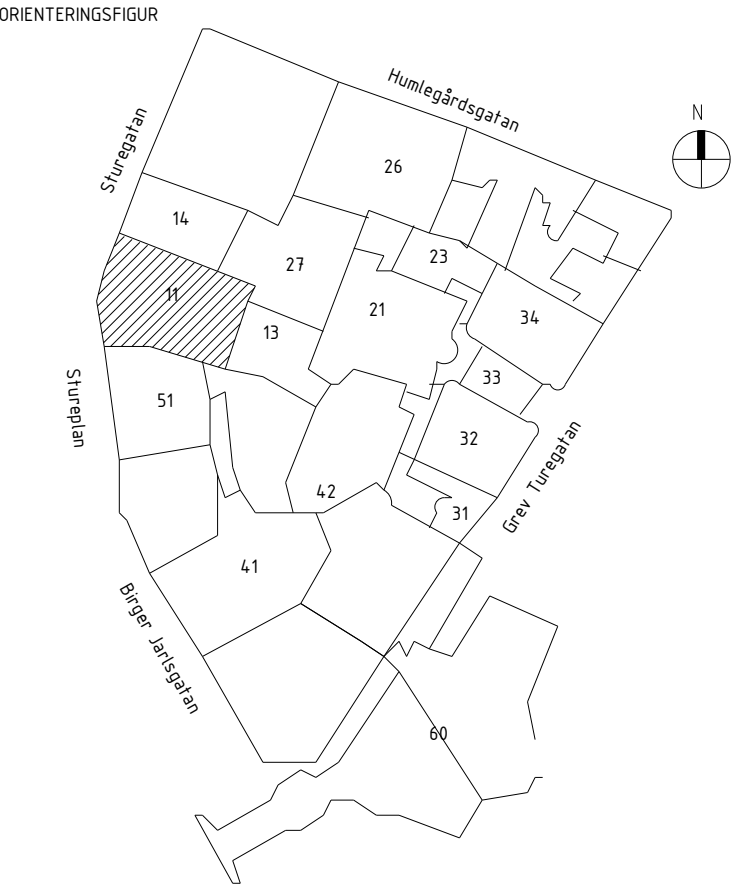 ORIENTERINGSFIGUR
Humlegårdsgatan
Sturegatan
N
26
14
23
27
11
21
34
13
33
51
Stureplan
32
Grev Turegatan
42
31
41
Birger Jarlsgatan
60